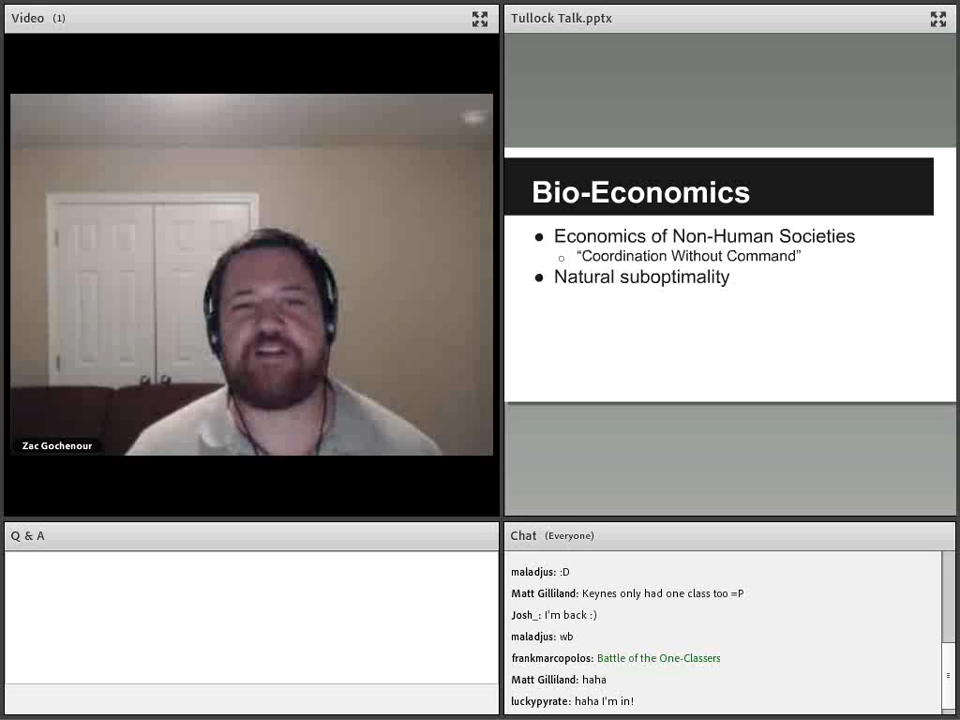 Video (1)
Zac Gochenour
Tullock Talk.pptx
Bio-Economics
● Economics of Non-Human Societies
○ “Coordination Without Command”
● Natural suboptimality
Q & A
Chat (Everyone)
maladjus: :D
Matt Gilliland: Keynes only had one class too =P
Josh_: I'm back :)
maladjus: wb
frankmarcopolos: Battle of the One-Classers
Matt Gilliland: haha
luckypyrate: haha I'm in!